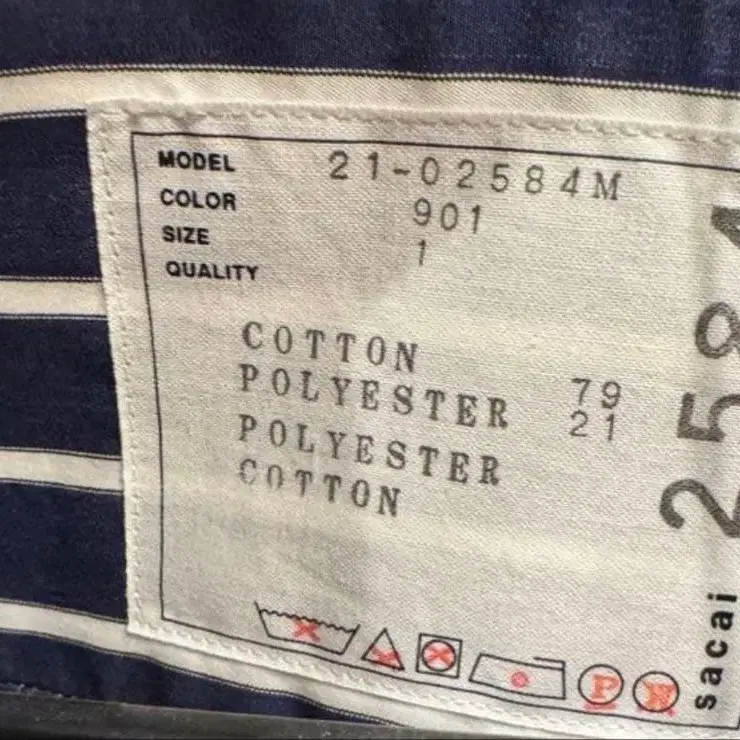 MODEL 21-02584M
COLOR 901
SIZE 1
QUALITY
COTTON 79
POLYESTER 21
POLYESTER
COTTON
P
sacai 2584